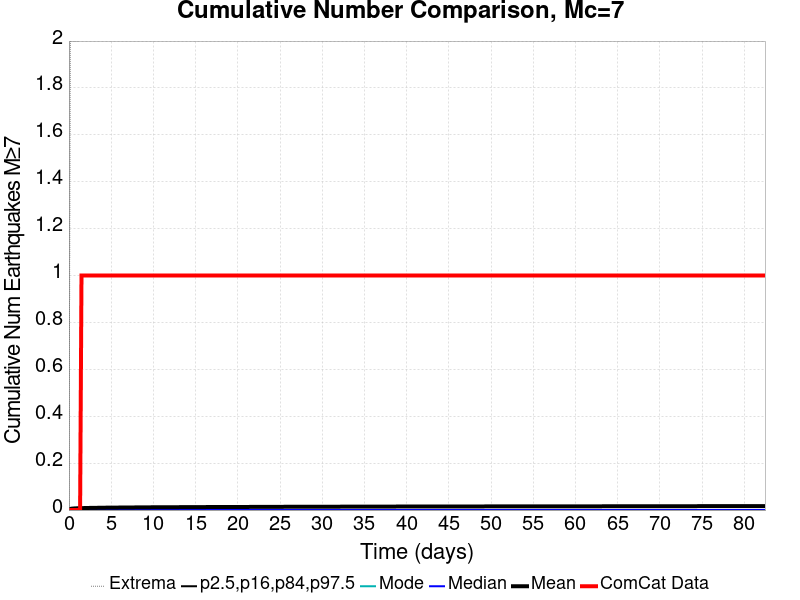 Cumulative Number Comparison, Mc=7
Cumulative Num Earthquakes M≥7
2
1.8
1.6
1.4
1.2
1
0.8
0.6
0.4
0.2
0
0 5 10 15 20 25 30 35 40 45 50 55 60 65 70 75 80
Time (days)
Extrema p2.5,p16,p84,p97.5 Mode Median Mean ComCat Data